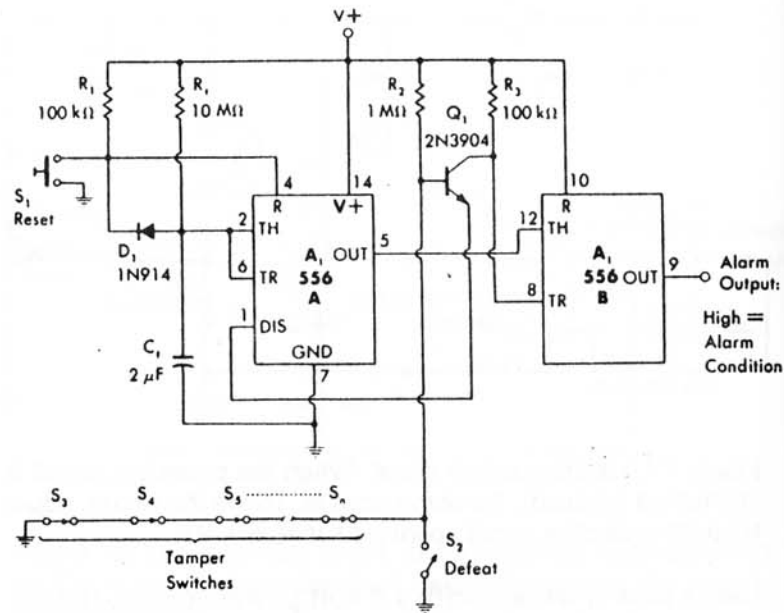 V+
R₁
100 kΩ
R₁
10 MΩ
R₂
1 MΩ
Q₁
2N3904
R₃
100 kΩ
S₁
Reset
4
14
R
V+
10
R
D₁
1N914
2
TH
6
TR
1
DIS
A₁
556
A
OUT
5
GND
7
12
TH
8
TR
A₁
556
B
OUT
9
Alarm
Output:
High =
Alarm
Condition
C₁
2 μF
S₃
S₄
S₅
Sₙ
Tamper
Switches
S₂
Defeat